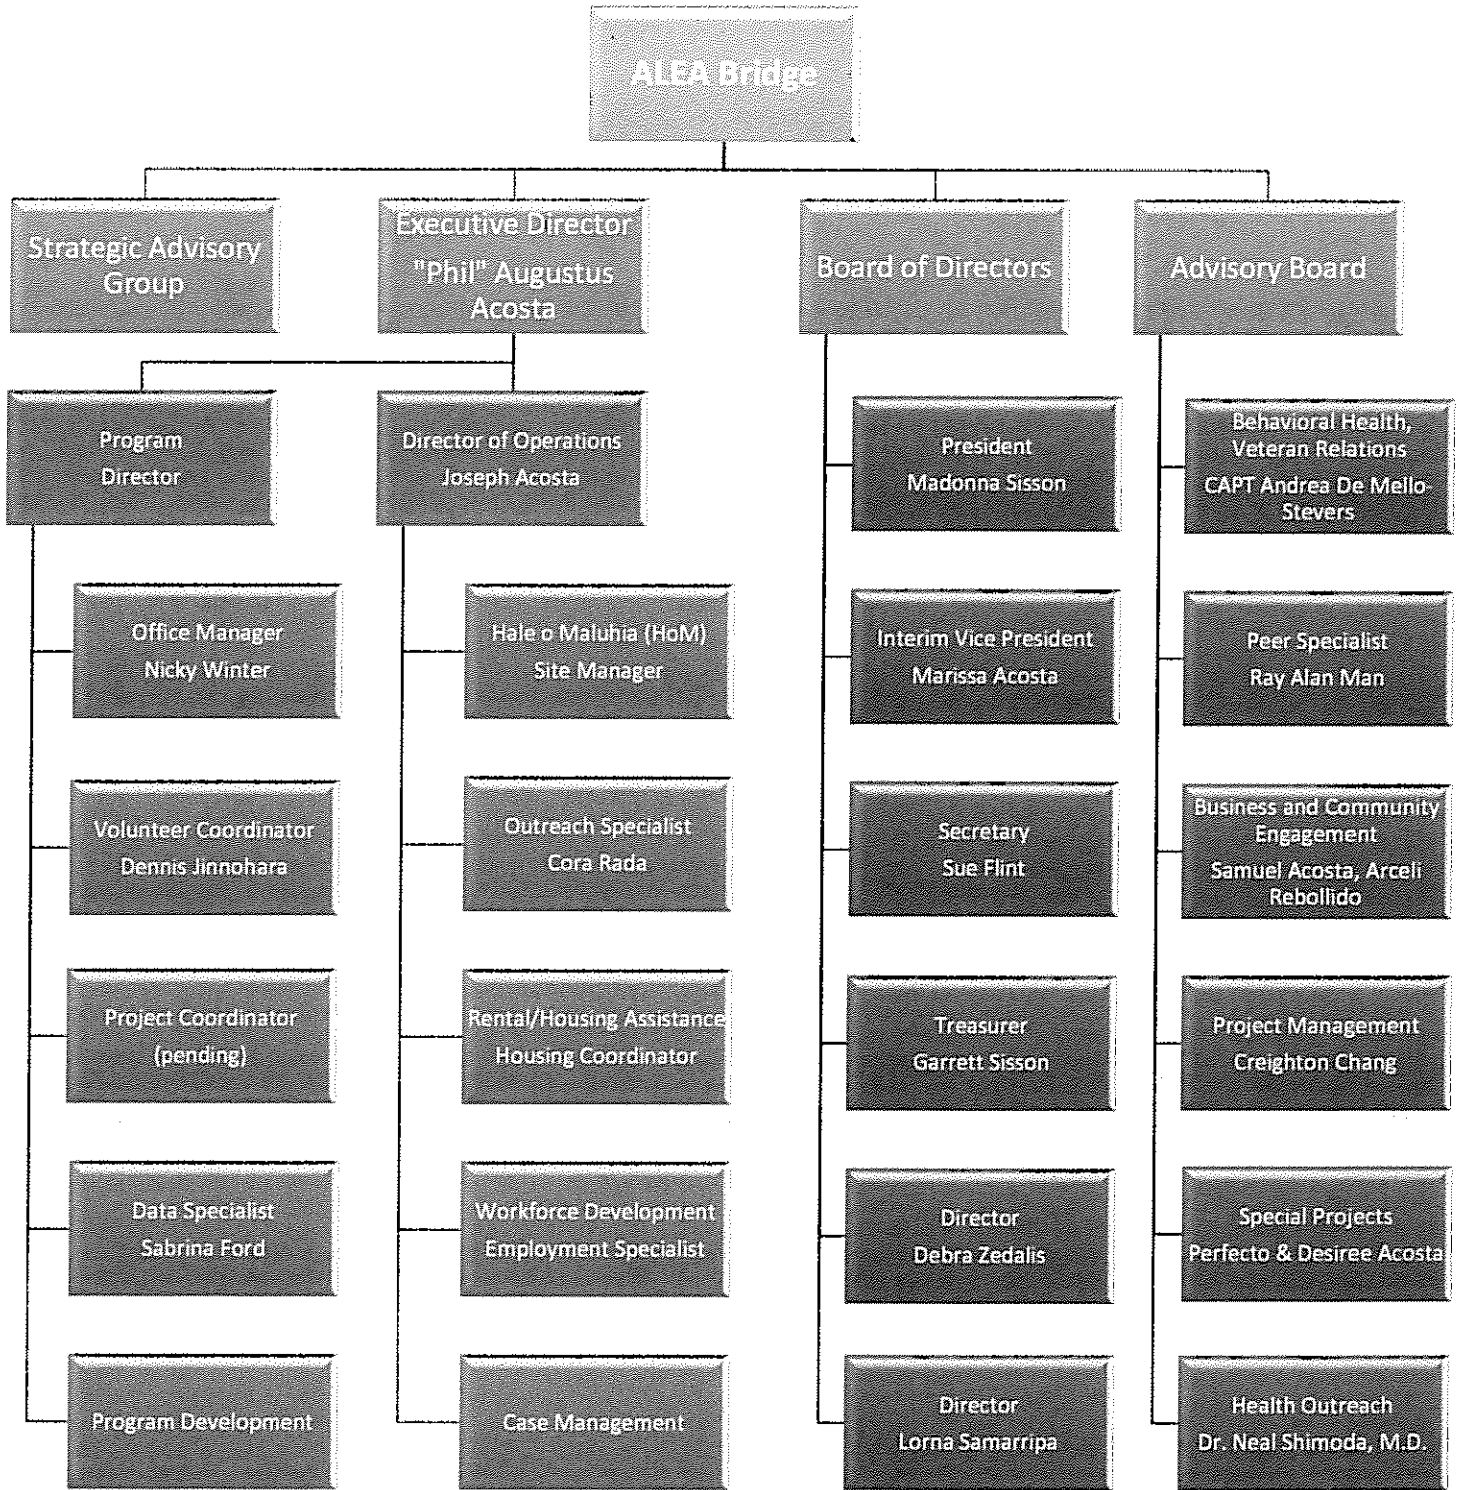 ALEA Bridge
Strategic Advisory
Group
Executive Director
"Phil" Augustus
Acosta
Board of Directors
Advisory Board
Program
Director
Director of Operations
Joseph Acosta
Office Manager
Nicky Winter
Volunteer Coordinator
Dennis Jinnohara
Project Coordinator
(pending)
Data Specialist
Sabrina Ford
Program Development
Hale o Maluhia (HoM)
Site Manager
Outreach Specialist
Cora Rada
Rental/Housing Assistance
Housing Coordinator
Workforce Development
Employment Specialist
Case Management
President
Madonna Sisson
Interim Vice President
Marissa Acosta
Secretary
Sue Flint
Treasurer
Garrett Sisson
Director
Debra Zedalis
Director
Lorna Samarripa
Behavioral Health,
Veteran Relations
CAPT Andrea De Mello-
Stevers
Peer Specialist
Ray Alan Man
Business and Community
Engagement
Samuel Acosta, Arceli
Rebollido
Project Management
Creighton Chang
Special Projects
Perfecto & Desiree Acosta
Health Outreach
Dr. Neal Shimoda, M.D.